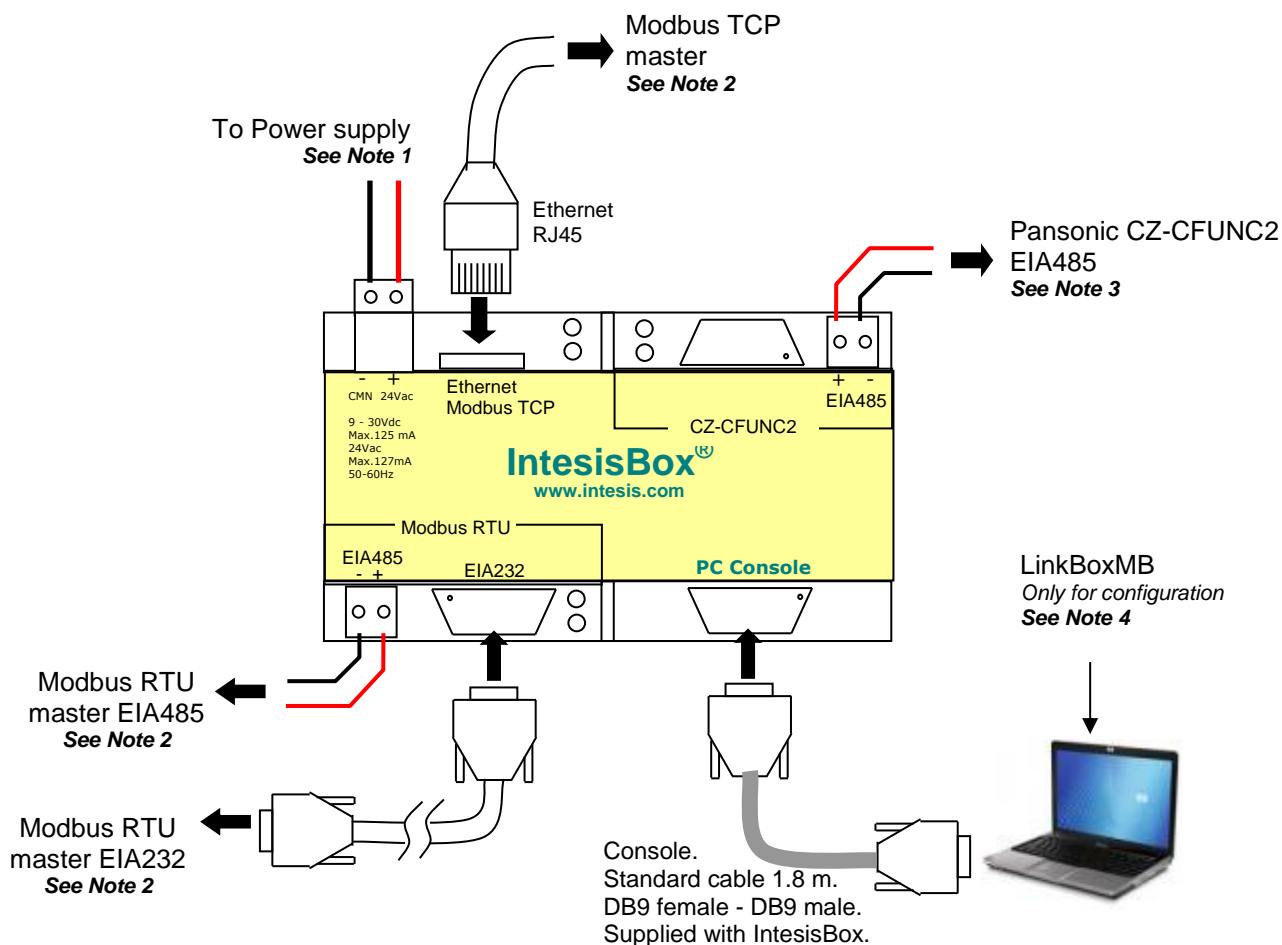 Modbus TCP
master
See Note 2
To Power supply
See Note 1
Ethernet
RJ45
Pansonic CZ-CFUNC2
EIA485
See Note 3
- +
CMN 24Vac
9 - 30Vdc
Max.125 mA
24Vac
Max.127mA
50-60Hz
Ethernet
Modbus TCP
+ -
EIA485
CZ-CFUNC2
IntesisBox®
www.intesis.com
Modbus RTU
EIA485
- +
EIA232
PC Console
LinkBoxMB
Only for configuration
See Note 4
Modbus RTU
master EIA485
See Note 2
Modbus RTU
master EIA232
See Note 2
Console.
Standard cable 1.8 m.
DB9 female - DB9 male.
Supplied with IntesisBox.